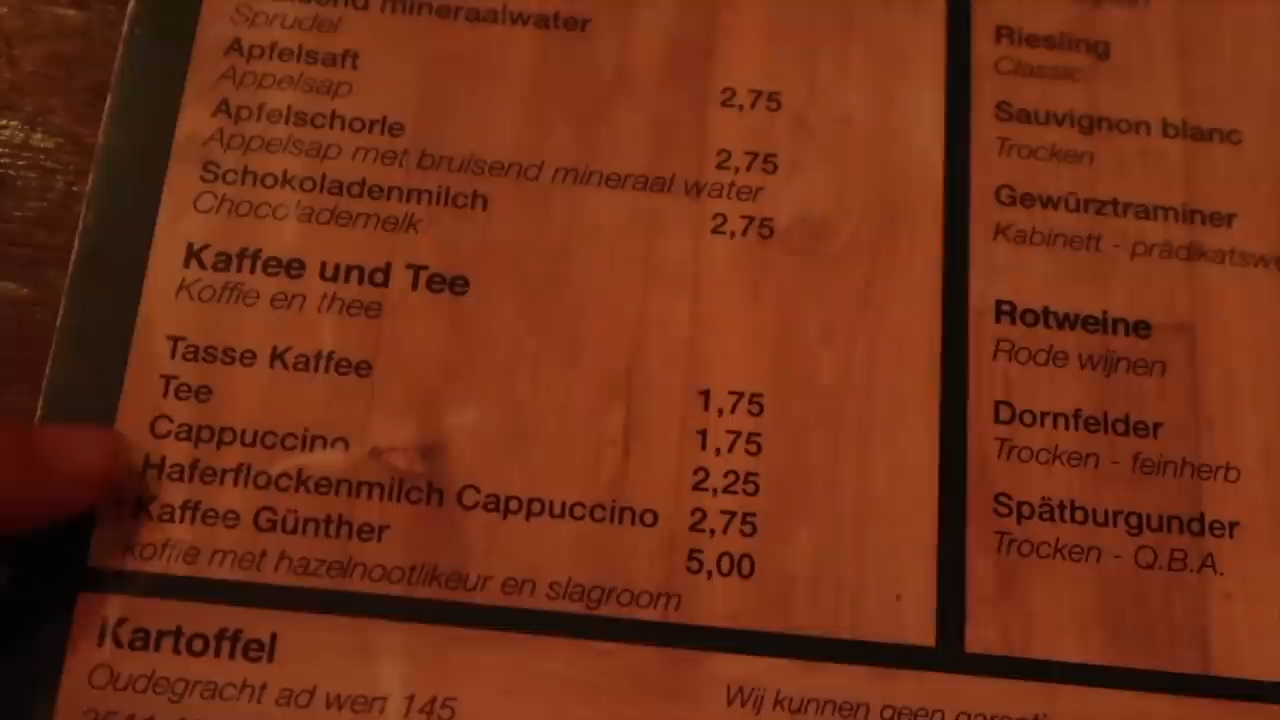 mineraalwater
Sprudel
Apfelsaft 2,75
Appelsap
Apfelschorle 2,75
Appelsap met bruisend mineraal water
Schokoladenmilch 2,75
Chocolademelk
Kaffee und Tee
Koffie en thee
Tasse Kaffee 1,75
Tee 1,75
Cappuccino 2,25
Haferflockenmilch Cappuccino 2,75
Kaffee Günther 5,00
Koffie met hazelnootlikeur en slagroom
Kartoffel
Oudegracht ad werf 145
Wij kunnen geen
Riesling
Classic
Sauvignon blanc
Trocken
Gewürztraminer
Kabinett - prädikatswe
Rotweine
Rode wijnen
Dornfelder
Trocken - feinherb
Spätburgunder
Trocken - Q.B.A.